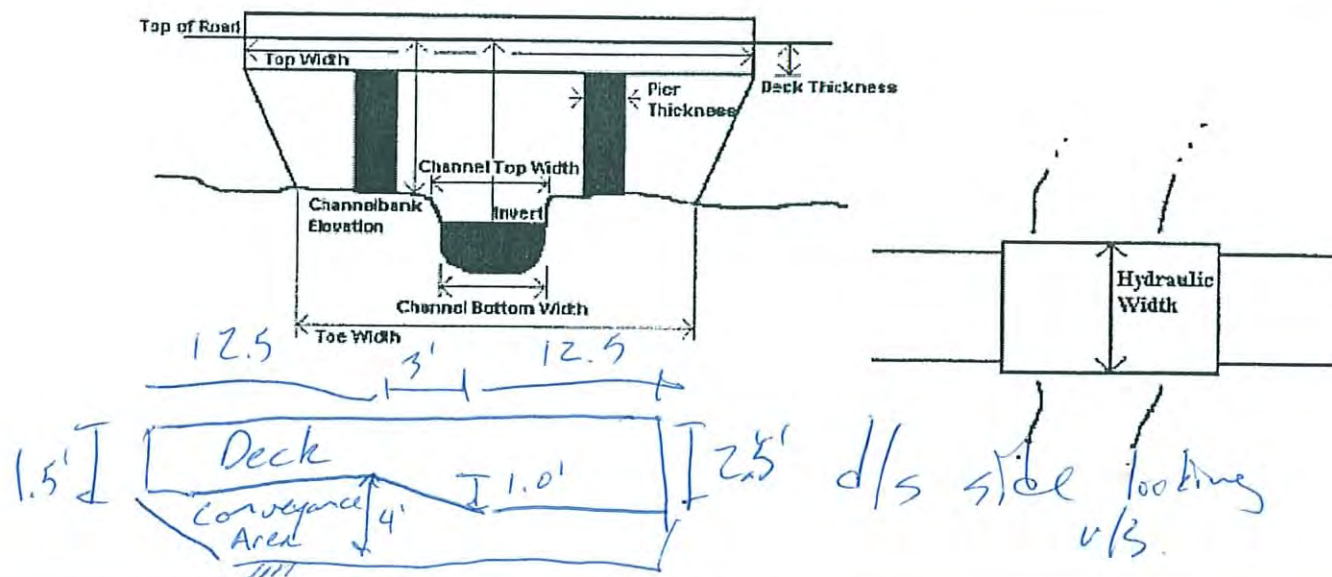 Top of Road
Top Width
Pier
Thickness
Deck Thickness
Channel Top Width
Channelbank
Elevation
Invert
Channel Bottom Width
Toe Width
Hydraulic
Width
12.5
3'
12.5
1.5'
Deck
1.0'
2.5'
Conveyance
Area
4'
d/s side looking
u/s.